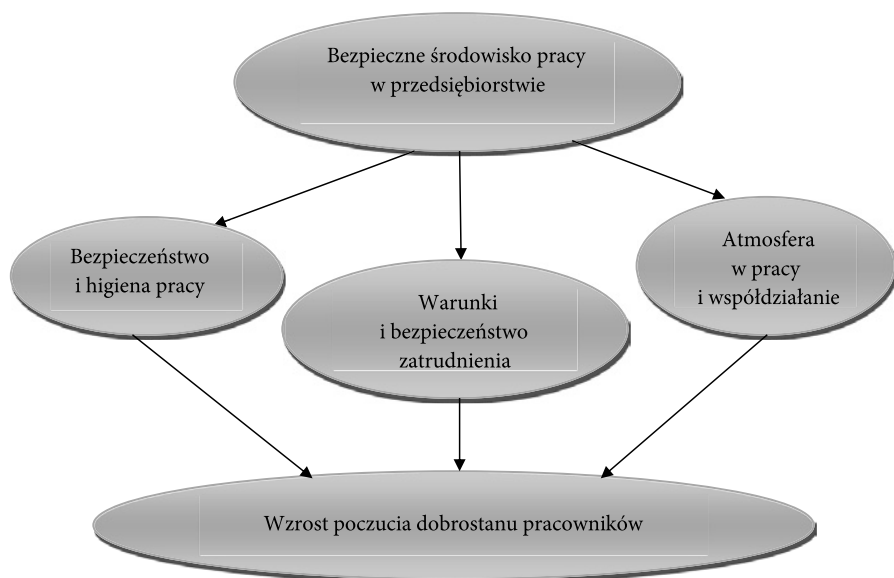 Bezpieczne środowisko pracy
w przedsiębiorstwie
Bezpieczeństwo
i higiena pracy
Warunki
i bezpieczeństwo
zatrudnienia
Atmosfera
w pracy
i współdziałanie
Wzrost poczucia dobrostanu pracowników